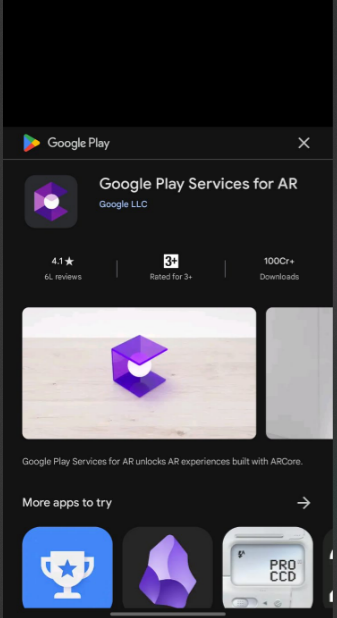 Google Play
Google Play Services for AR
Google LLC
4.1★
6L reviews
3+
Rated for 3+
100Cr+
Downloads
Google Play Services for AR unlocks AR experiences built with ARCore.
More apps to try
PRO
CCD